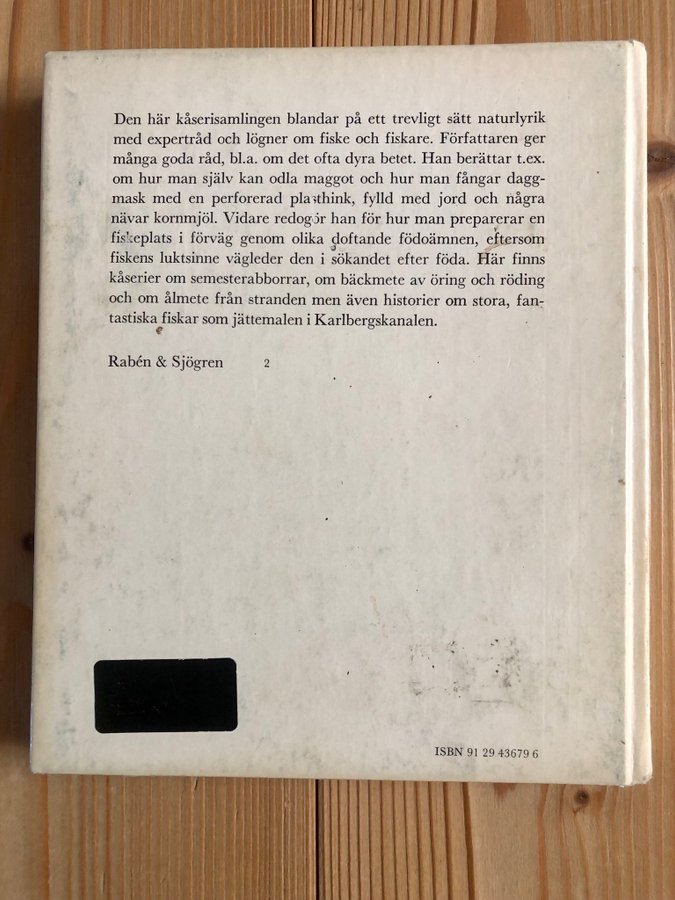 Den här kåserisamlingen blandar på ett trevligt sätt naturlyrik
med expertråd och lögner om fiske och fiskare. Författaren ger
många goda råd, bl.a. om det ofta dyra betet. Han berättar t.ex.
om hur man själv kan odla maggot och hur man fångar dagg-
mask med en perforerad plasthink, fylld med jord och några
nävar kornmjöl. Vidare redogör han för hur man preparerar en
fiskeplats i förväg genom olika doftande födoämnen, eftersom
fiskens luktsinne vägleder den i sökandet efter föda. Här finns
kåserier om semesterabborrar, om bäckmete av öring och röding
och om ålmete från stranden men även historier om stora, fan-
tastiska fiskar som jättemalen i Karlbergskanalen.
Rabén & Sjögren 2
ISBN 91 29 43679 6